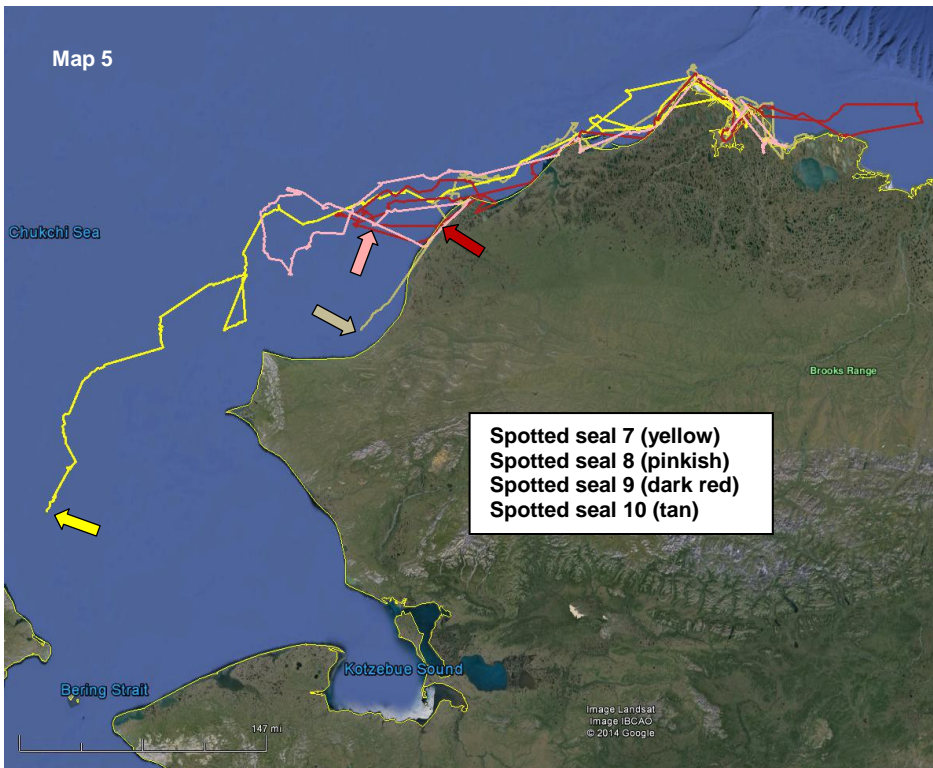 Map 5
Chukchi Sea
Brooks Range
Spotted seal 7 (yellow)
Spotted seal 8 (pinkish)
Spotted seal 9 (dark red)
Spotted seal 10 (tan)
Kotzebue Sound
Bering Strait
Image Landsat
Image IBCAO
© 2014 Google
147 mi